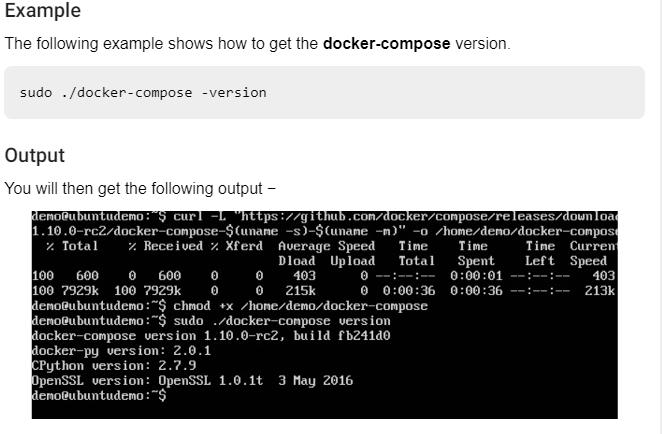 Example
The following example shows how to get the docker-compose version.
sudo ./docker-compose -version
Output
You will then get the following output −
demo@ubuntudemo:~$ curl -L "https://github.com/docker/compose/releases/downloa
1.10.0-rc2/docker-compose-$(uname -s)-$(uname -m)" -o /home/demo/docker-compos
% Total % Received % Xferd Average Speed Time Time Time Curren
Dload Upload Total Spent Left Speed
100 600 0 600 0 0 403 0 --:--:-- 0:00:01 --:--:-- 403
100 7929k 100 7929k 0 0 215k 0 0:00:36 0:00:36 --:--:-- 213k
demo@ubuntudemo:~$ chmod +x /home/demo/docker-compose
demo@ubuntudemo:~$ sudo ./docker-compose version
docker-compose version 1.10.0-rc2, build fb241d0
docker-py version: 2.0.1
CPython version: 2.7.9
OpenSSL version: OpenSSL 1.0.1t 3 May 2016
demo@ubuntudemo:~$